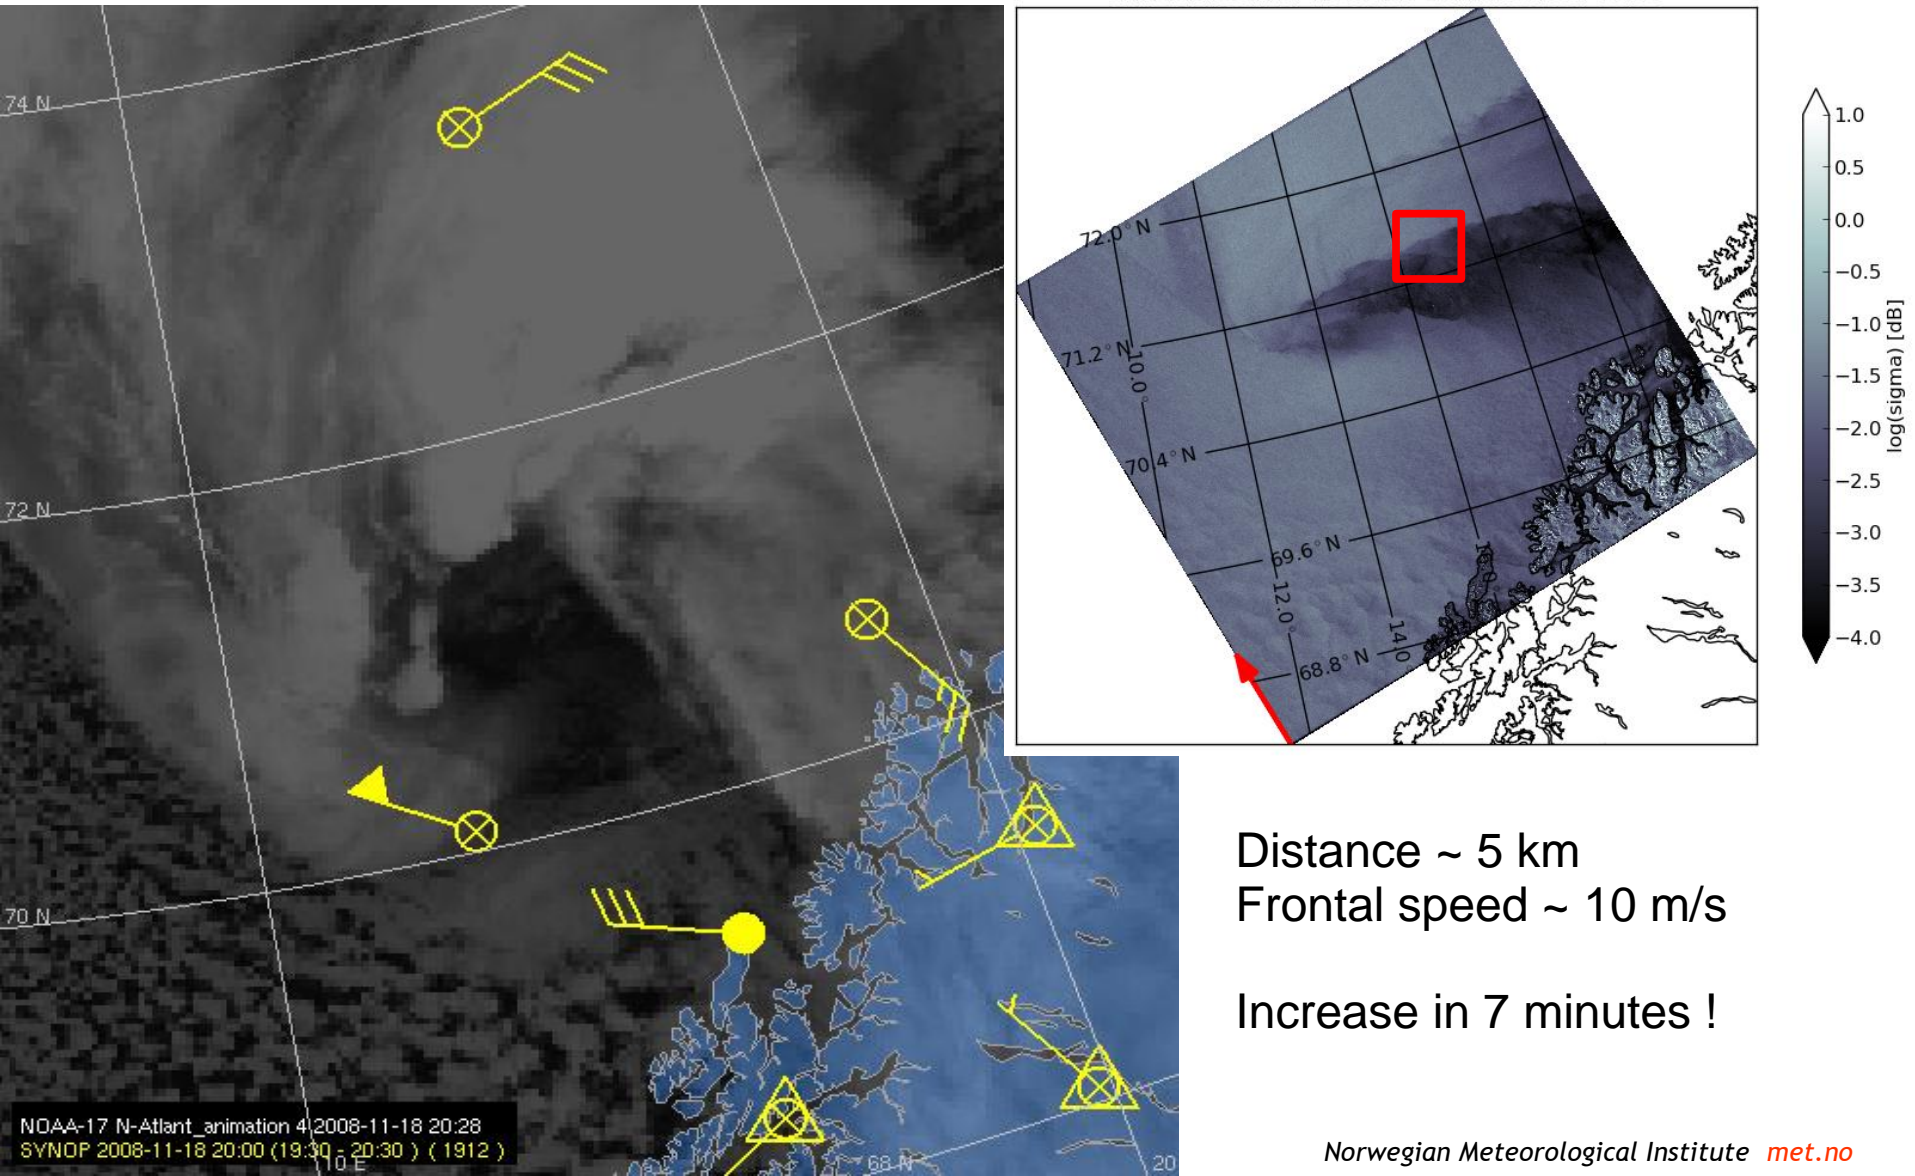 74 N
72 N
70 N
68 N
10 E
20
NOAA-17 N-Atlant_animation 4 2008-11-18 20:28
SYNOP 2008-11-18 20:00 (19:30 - 20:30 ) ( 1912 )
72.0° N
71.2° N
70.4° N
69.6° N
68.8° N
10.0°
12.0°
14.0°
1.0
0.5
0.0
−0.5
−1.0
−1.5
−2.0
−2.5
−3.0
−3.5
−4.0
log(sigma) [dB]
Distance ~ 5 km
Frontal speed ~ 10 m/s
Increase in 7 minutes !
Norwegian Meteorological Institute met.no